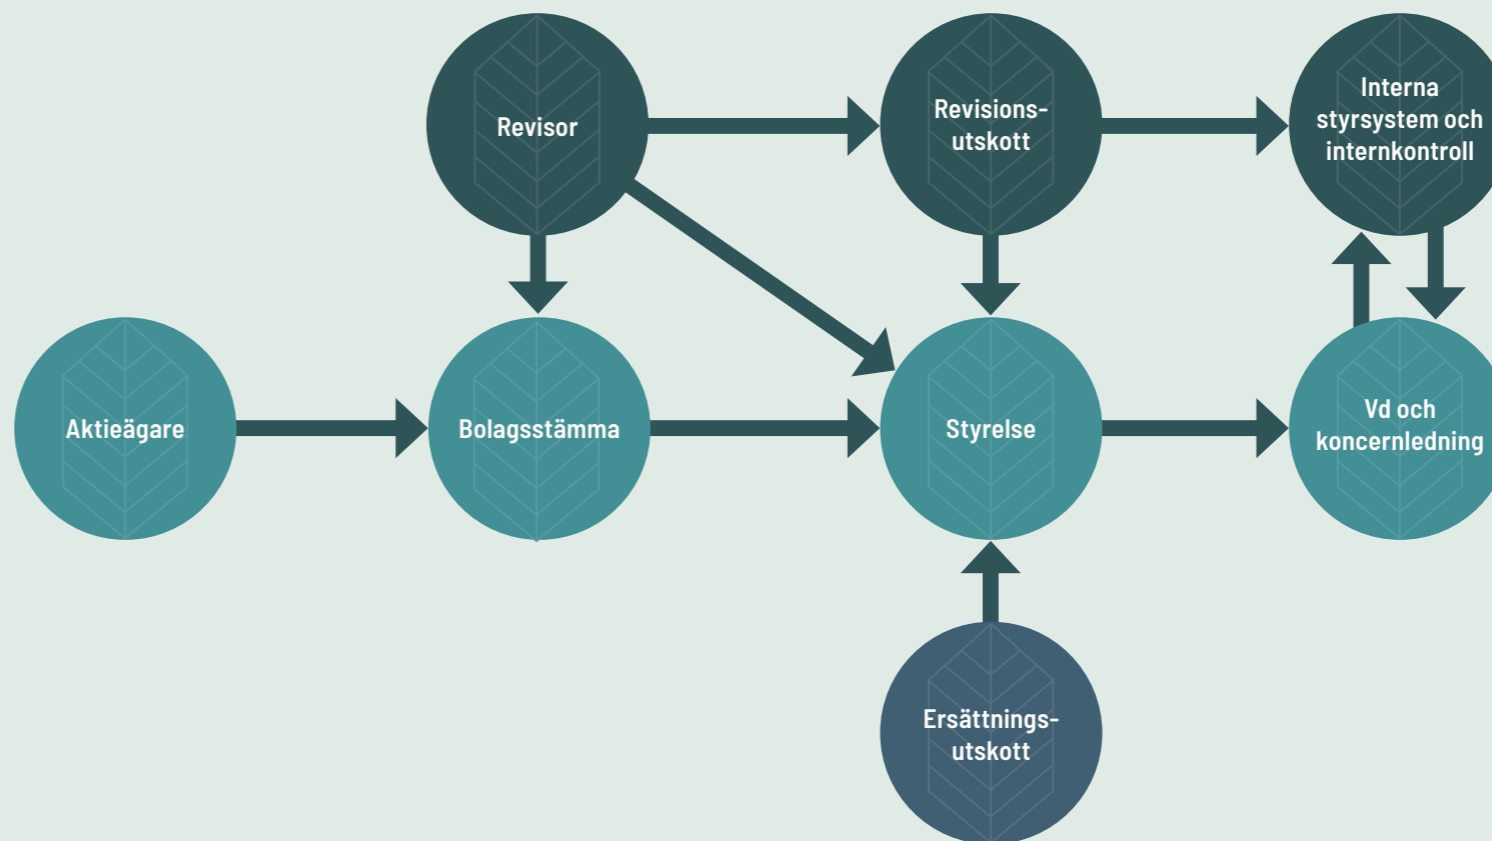 Revisor
Revisions-
utskott
Interna
styrsystem och
internkontroll
Aktieägare
Bolagsstämma
Styrelse
Vd och
koncernledning
Ersättnings-
utskott